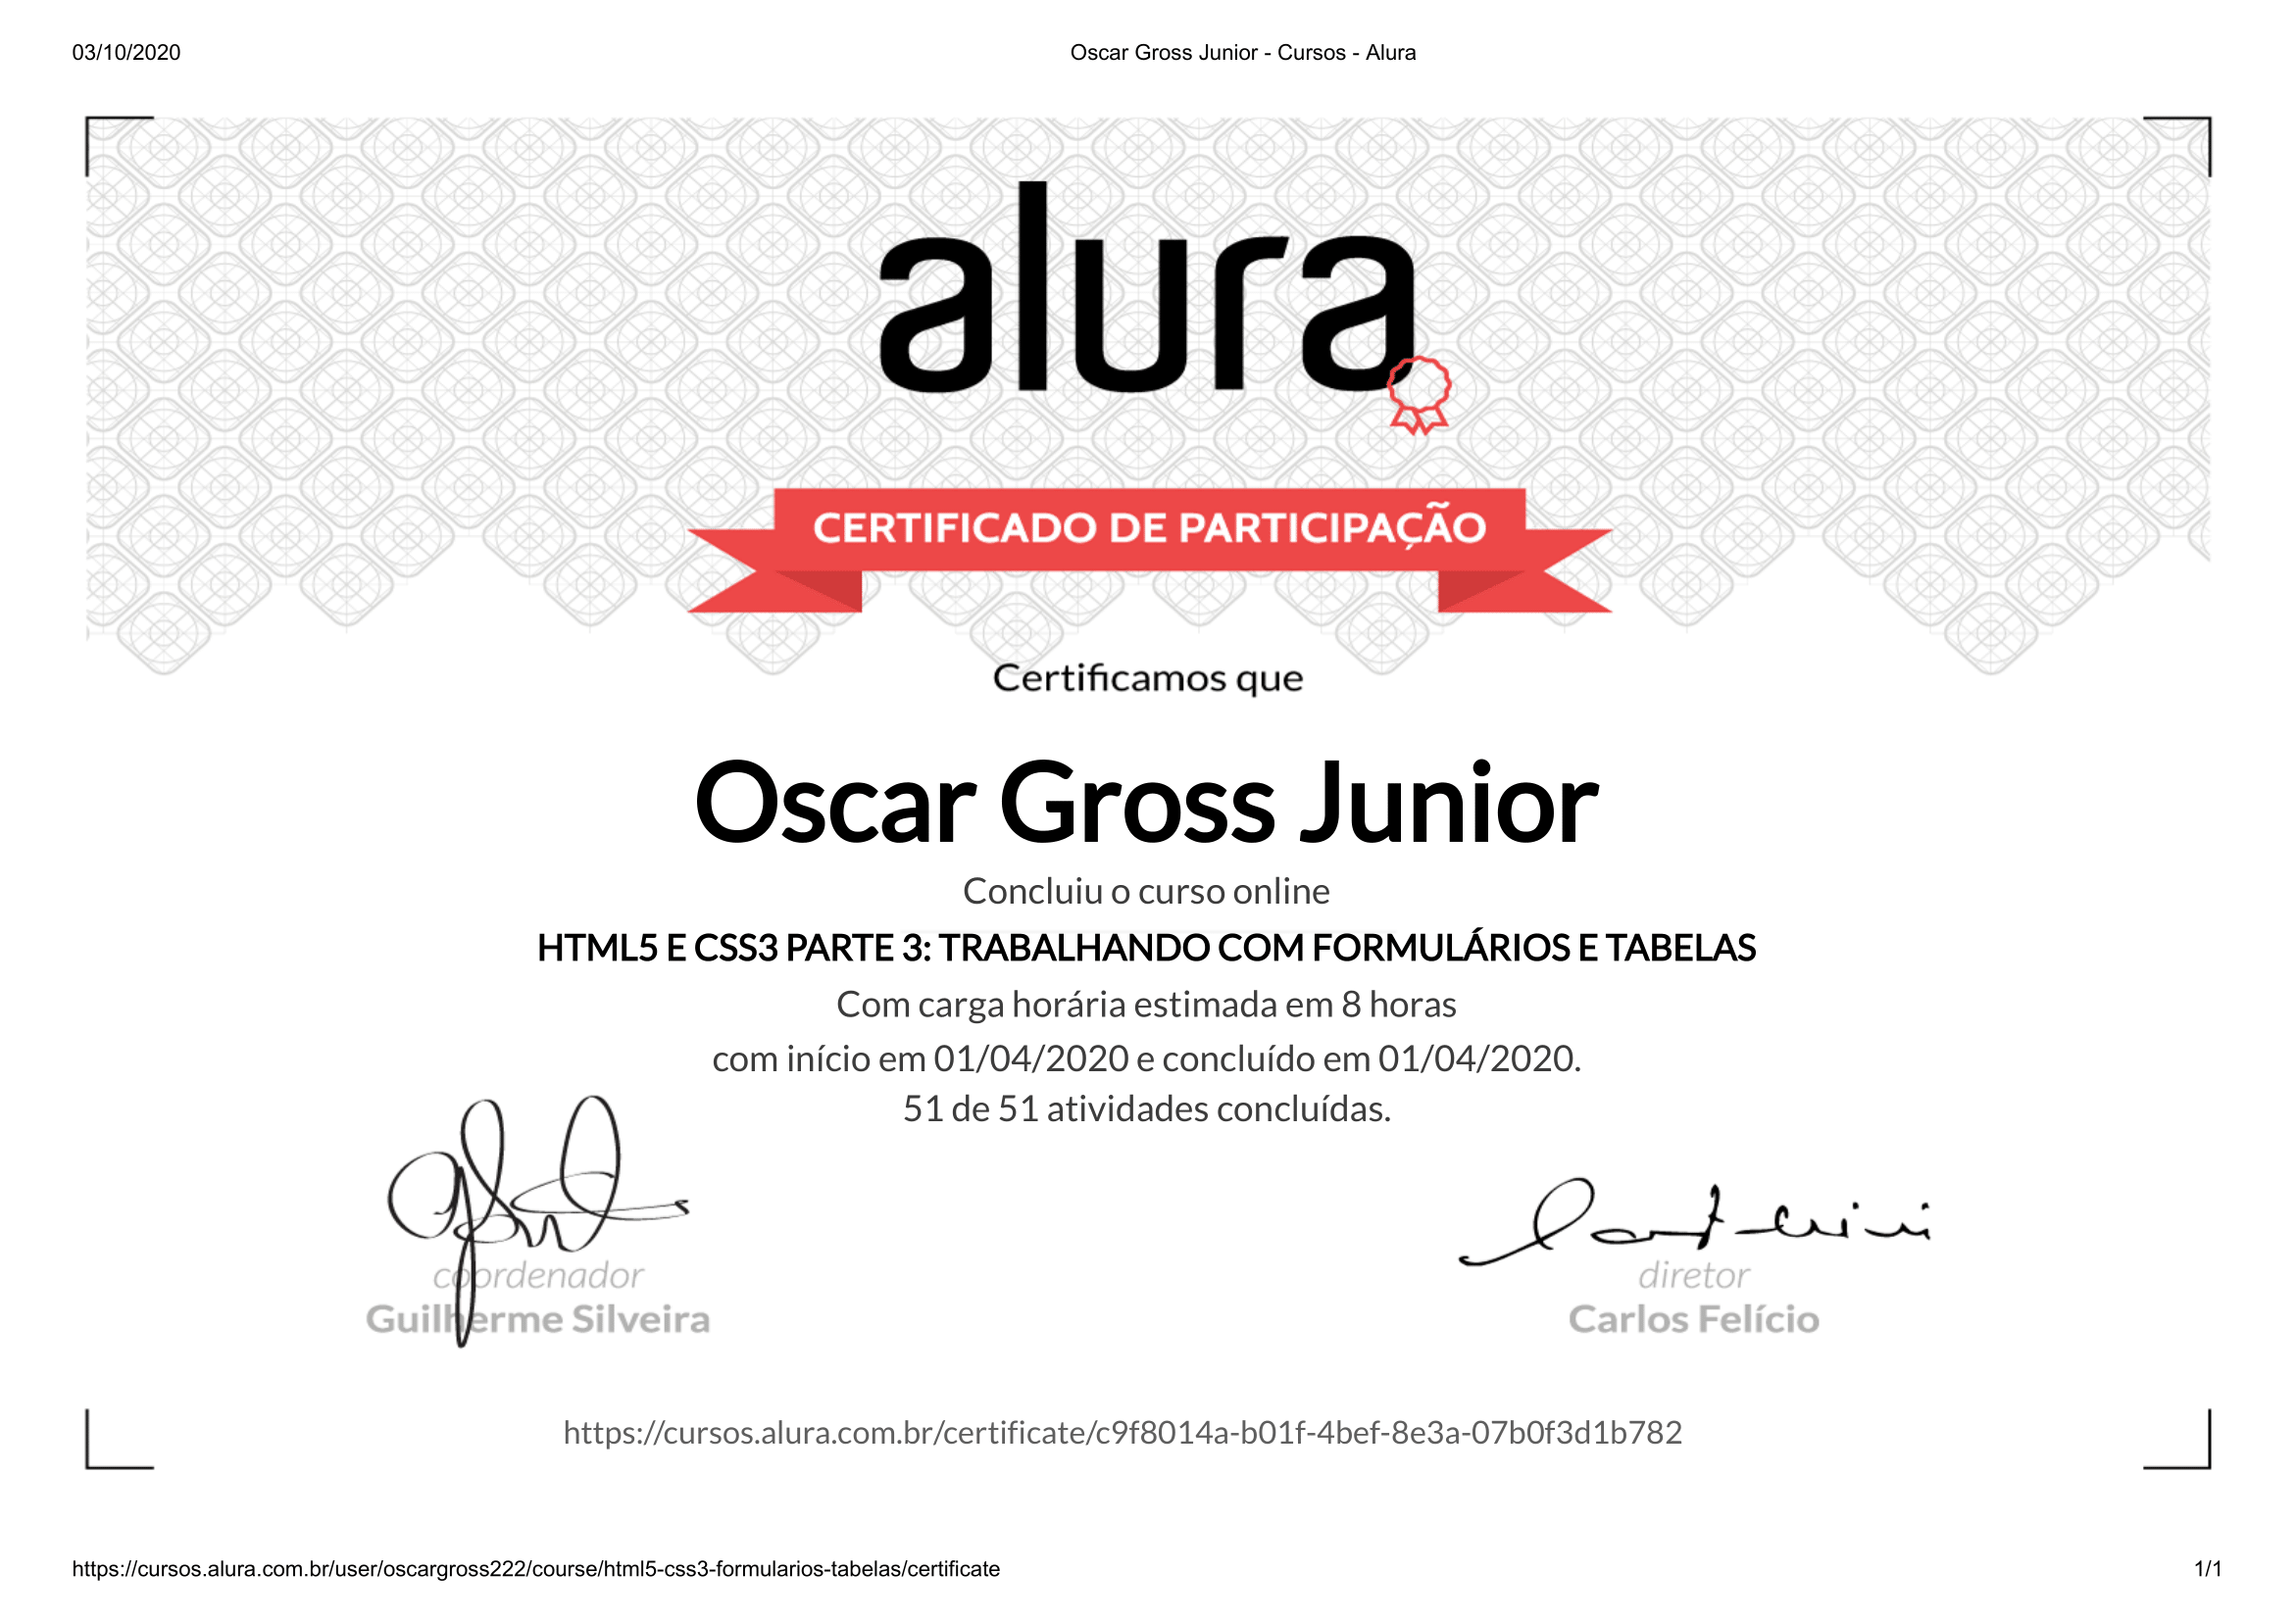 03/10/2020
Oscar Gross Junior - Cursos - Alura
alura
CERTIFICADO DE PARTICIPAÇÃO
Certificamos que
Oscar Gross Junior
Concluiu o curso online
HTML5 E CSS3 PARTE 3: TRABALHANDO COM FORMULÁRIOS E TABELAS
Com carga horária estimada em 8 horas
com início em 01/04/2020 e concluído em 01/04/2020.
51 de 51 atividades concluídas.
coordenador
Guilherme Silveira
diretor
Carlos Felício
https://cursos.alura.com.br/certificate/c9f8014a-b01f-4bef-8e3a-07b0f3d1b782
https://cursos.alura.com.br/user/oscargross222/course/html5-css3-formularios-tabelas/certificate
1/1